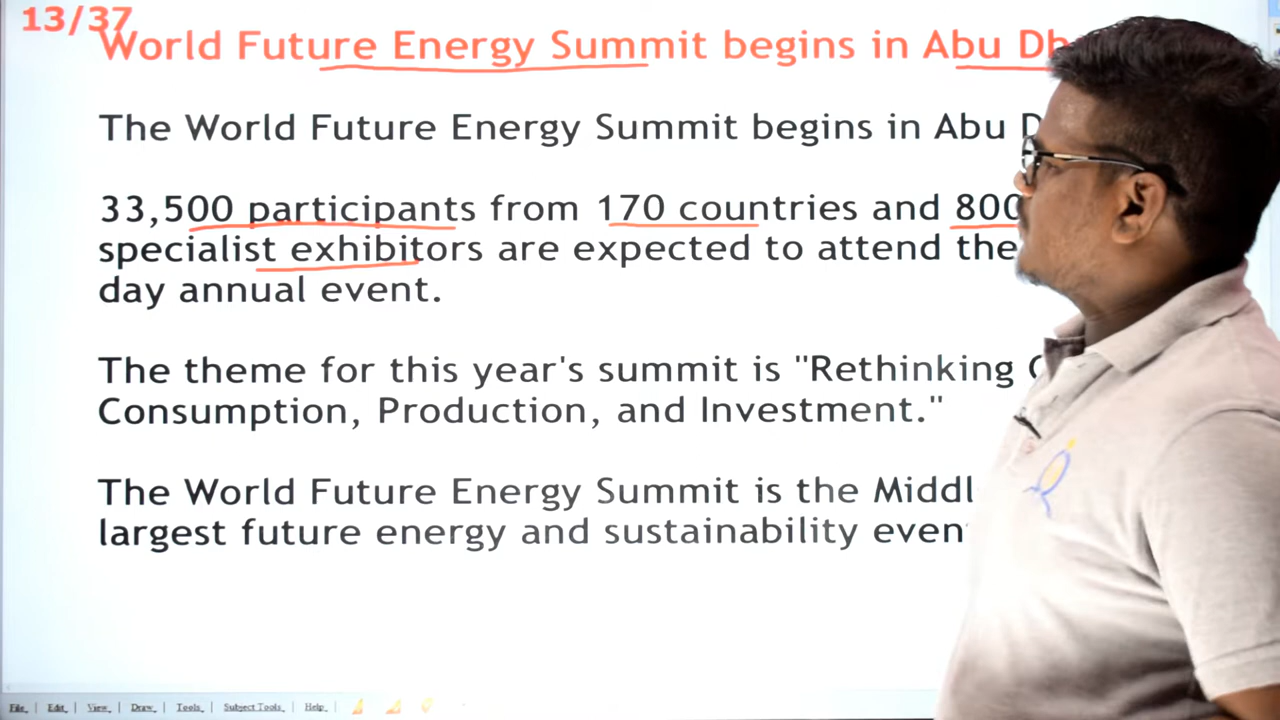 13/37
World Future Energy Summit begins in Abu
The World Future Energy Summit begins in Abu
33,500 participants from 170 countries and 800
specialist exhibitors are expected to attend the
day annual event.
The theme for this year's summit is "Rethinking
Consumption, Production, and Investment."
The World Future Energy Summit is the
largest future energy and sustainability
File Edit View Draw Tools Subject Tools Help